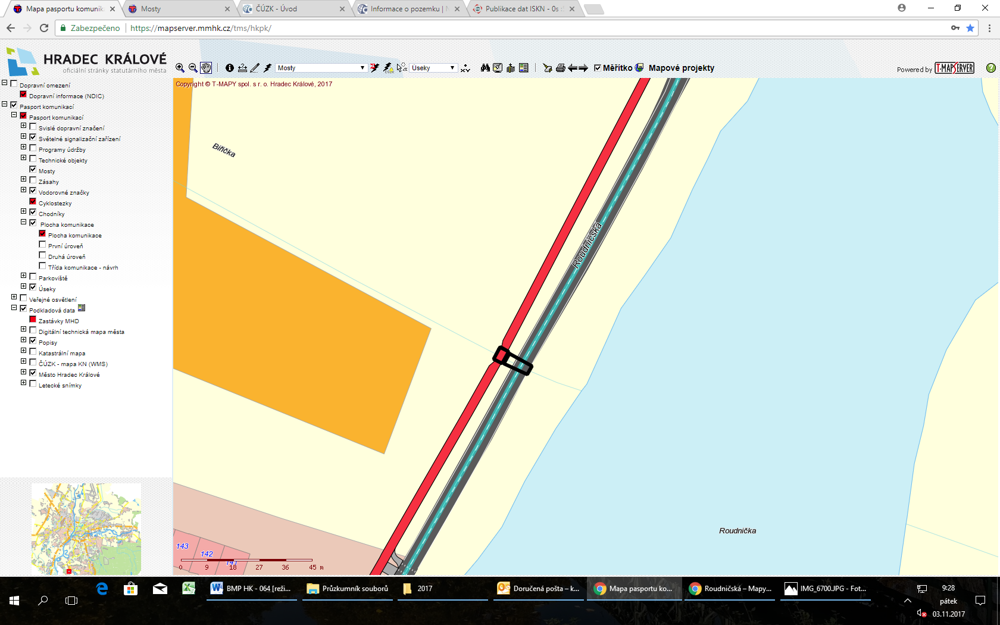 Mapa pasportu komunik
Mosty
ČÚZK - Úvod
Informace o pozemku | N
Publikace dat ISKN - 0s :
Zabezpečeno
https://mapserver.mmhk.cz/tms/hkpk/
HRADEC KRÁLOVÉ
oficiální stránky statutárního města
Mosty
Úseky
Měřítko
Mapové projekty
Powered by T-MAPSERVER
Dopravní omezení
Dopravní informace (NDIC)
Pasport komunikací
Pasport komunikací
Svislé dopravní značení
Světelné signalizační zařízení
Programy údržby
Technické objekty
Mosty
Zásahy
Vodorovné značky
Cyklostezky
Chodníky
Plocha komunikace
Plocha komunikace
První úroveň
Druhá úroveň
Třída komunikace - návrh
Parkoviště
Úseky
Veřejné osvětlení
Podkladová data
Zastávky MHD
Digitální technická mapa města
Popisy
Katastrální mapa
ČÚZK - mapa KN (WMS)
Město Hradec Králové
Letecké snímky
Copyright © T-MAPY spol. s r. o. Hradec Králové, 2017
Biřička
Roudničská
Roudnička
143
142
141
0 9 18 27 36 45 m
BMP HK - 064 [reži...
Průzkumník souborů
2017
Doručená pošta – k...
Mapa pasportu ko...
Roudničská – Mapy...
IMG_6700.JPG - Fot...
9:28
pátek
03.11.2017